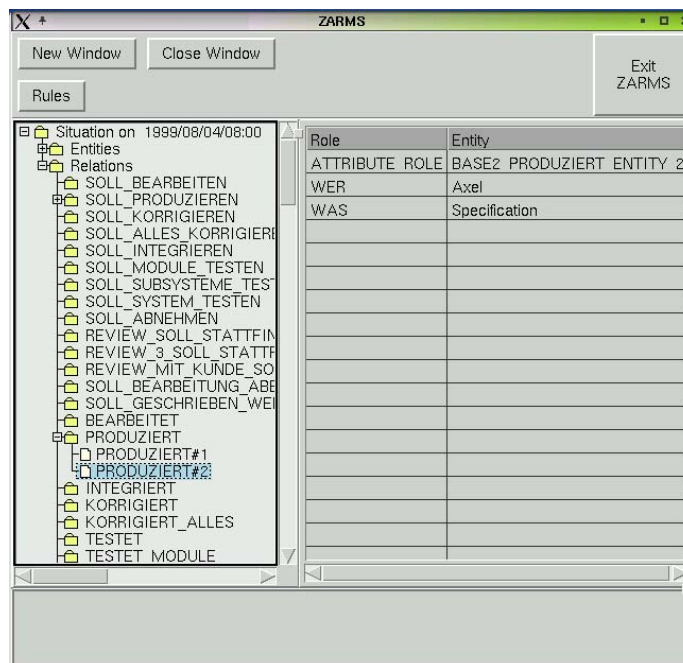 ZARMS
New Window Close Window
Exit
ZARMS
Rules
Situation on 1999/08/04/08:00
Entities
Relations
SOLL_BEARBEITEN
SOLL_PRODUZIEREN
SOLL_KORRIGIEREN
SOLL_ALLES_KORRIGIERE
SOLL_INTEGRIEREN
SOLL_MODULE_TESTEN
SOLL_SUBSYSTEME_TES
SOLL_SYSTEM_TESTEN
SOLL_ABNEHMEN
REVIEW_SOLL_STATTFIN
REVIEW_3_SOLL_STATTF
REVIEW_MIT_KUNDE_SO
SOLL_BEARBEITUNG_ABE
SOLL_GESCHRIEBEN_WEI
BEARBEITET
PRODUZIERT
PRODUZIERT#1
PRODUZIERT#2
INTEGRIERT
KORRIGIERT
KORRIGIERT_ALLES
TESTET
TESTET_MODULE
Role Entity
ATTRIBUTE_ROLE BASE2_PRODUZIERT_ENTITY_2
WER Axel
WAS Specification